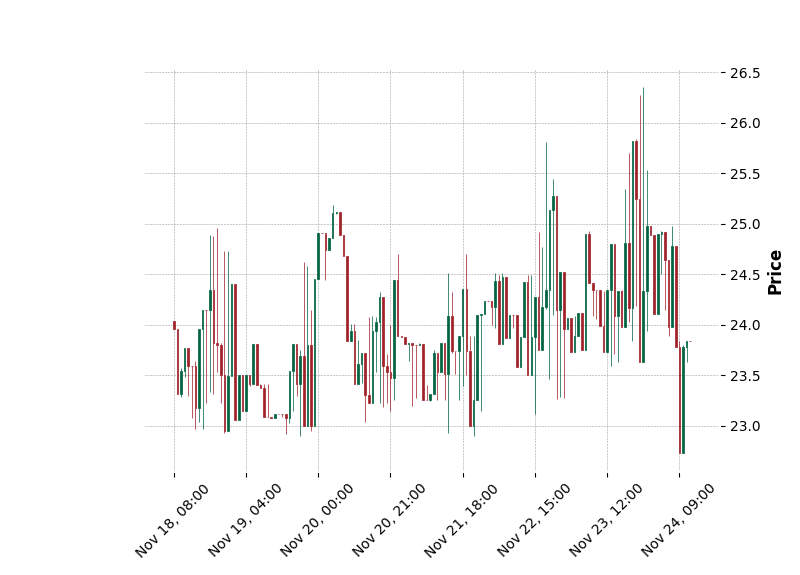 26.5
26.0
25.5
25.0
24.5
24.0
23.5
23.0
Price
Nov 18, 08:00
Nov 19, 04:00
Nov 20, 00:00
Nov 20, 21:00
Nov 21, 18:00
Nov 22, 15:00
Nov 23, 12:00
Nov 24, 09:00